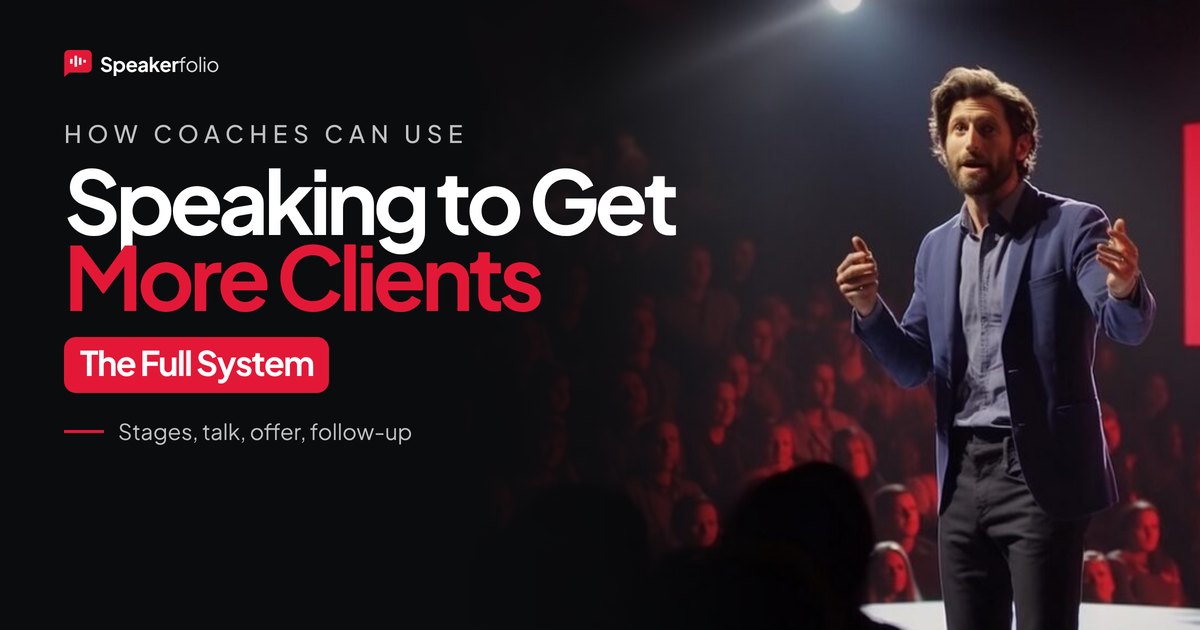 Speakerfolio
HOW COACHES CAN USE
Speaking to Get
More Clients
The Full System
Stages, talk, offer, follow-up